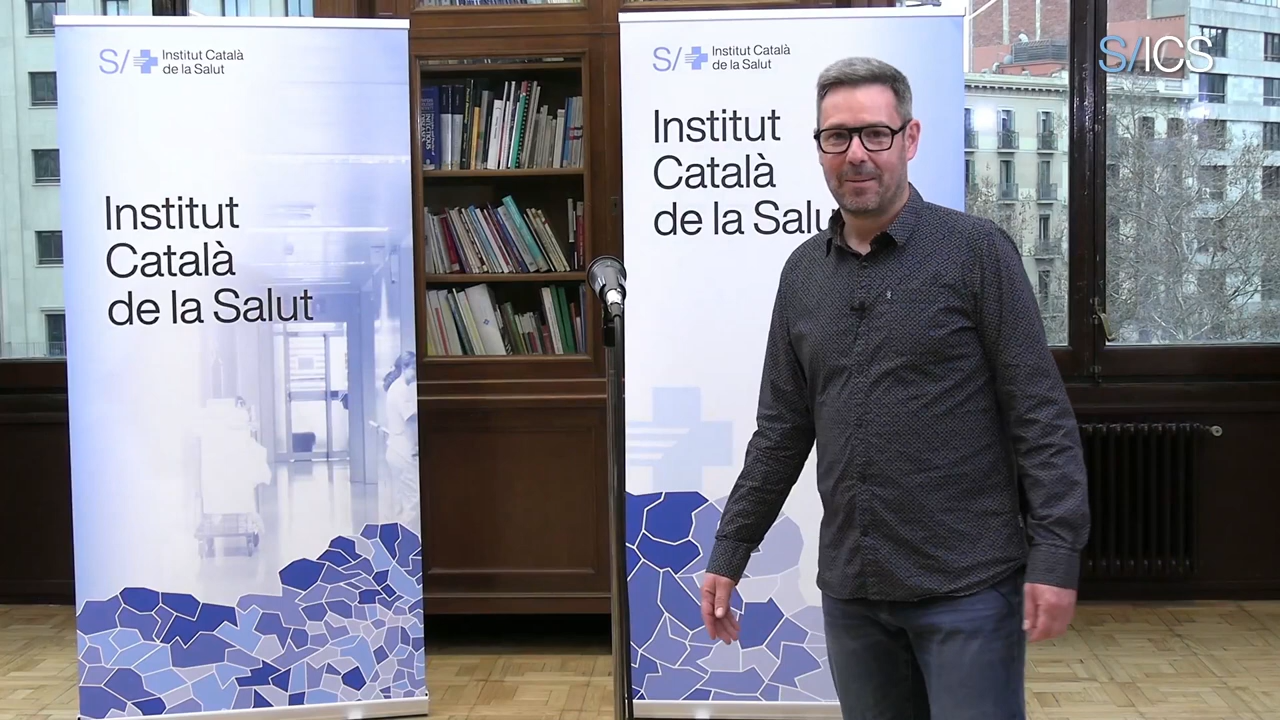 S/ Institut Català
de la Salut
Institut
Català
de la Salut
S/ Institut Català
de la Salut
Institut
Català
de la Salu
S/ICS